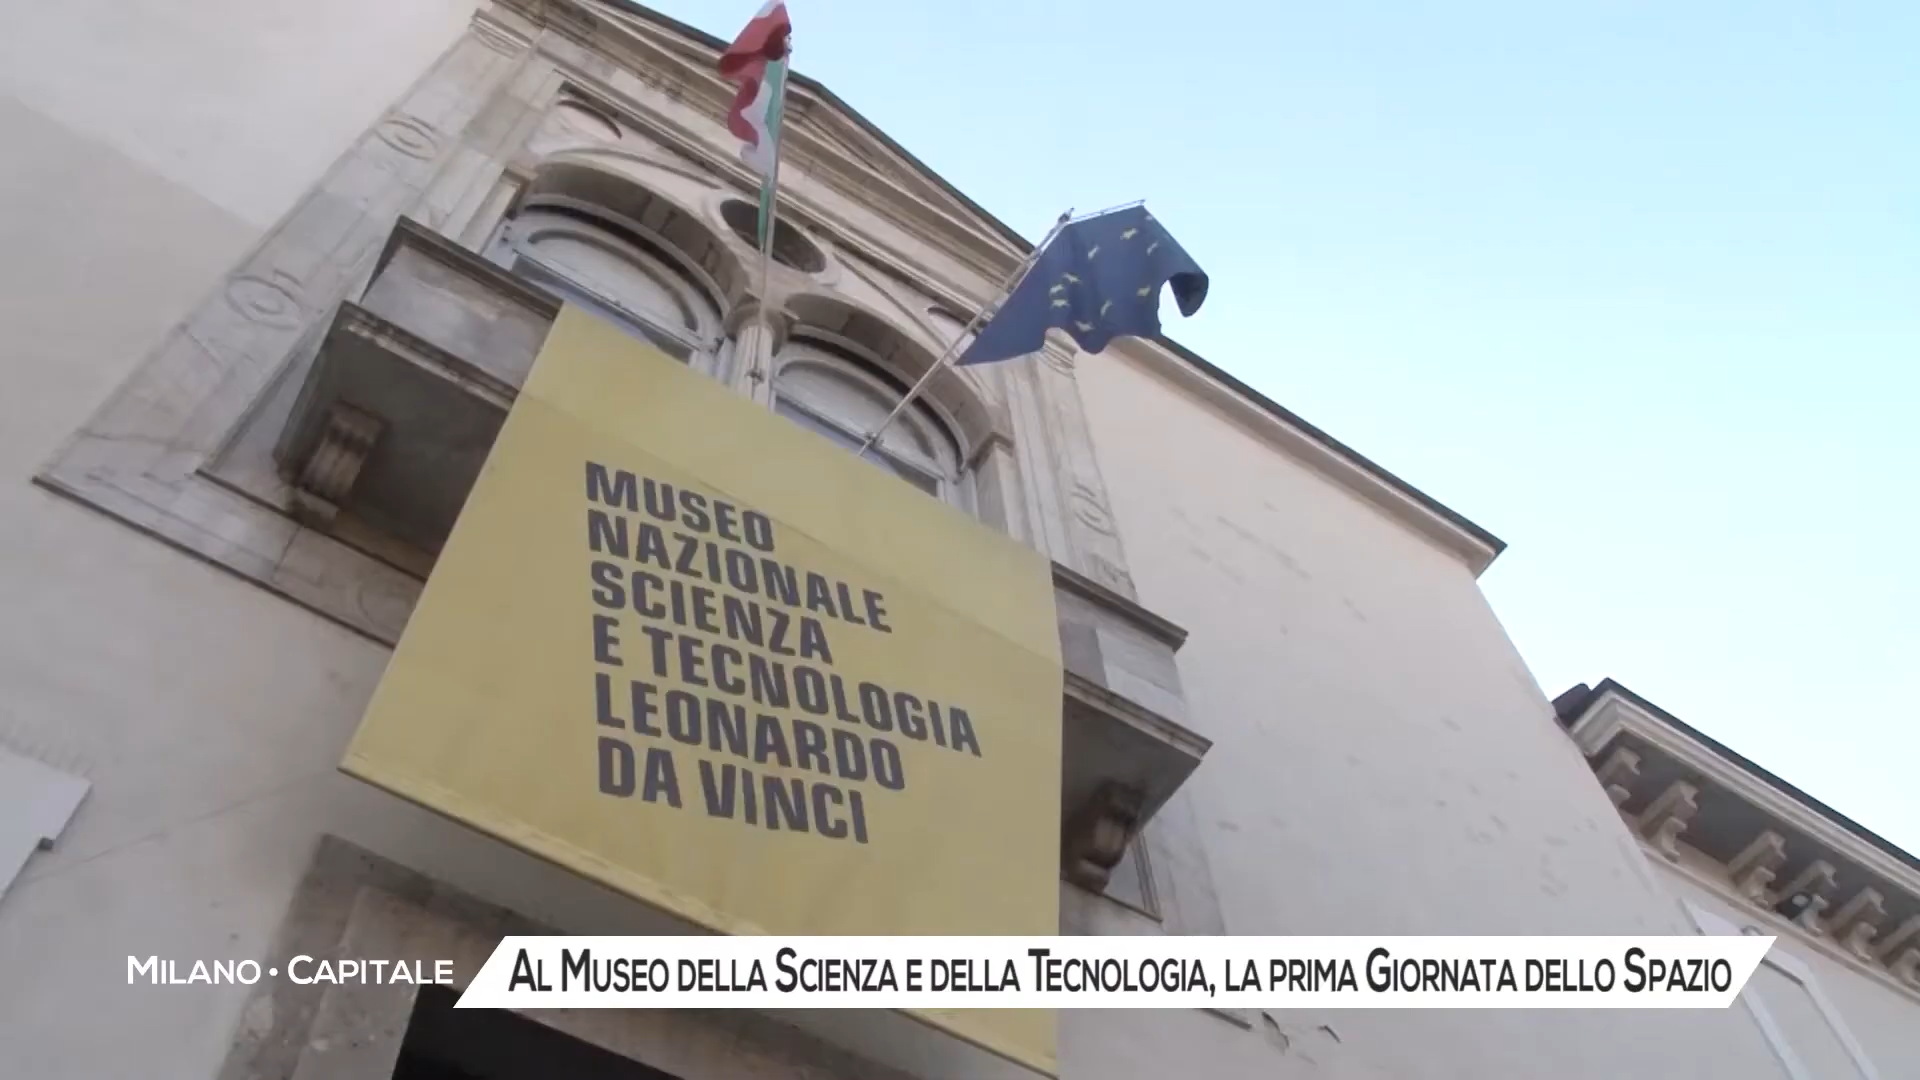 MUSEO
NAZIONALE
SCIENZA
E TECNOLOGIA
LEONARDO
DA VINCI
MILANO • CAPITALE
AL MUSEO DELLA SCIENZA E DELLA TECNOLOGIA, LA PRIMA GIORNATA DELLO SPAZIO